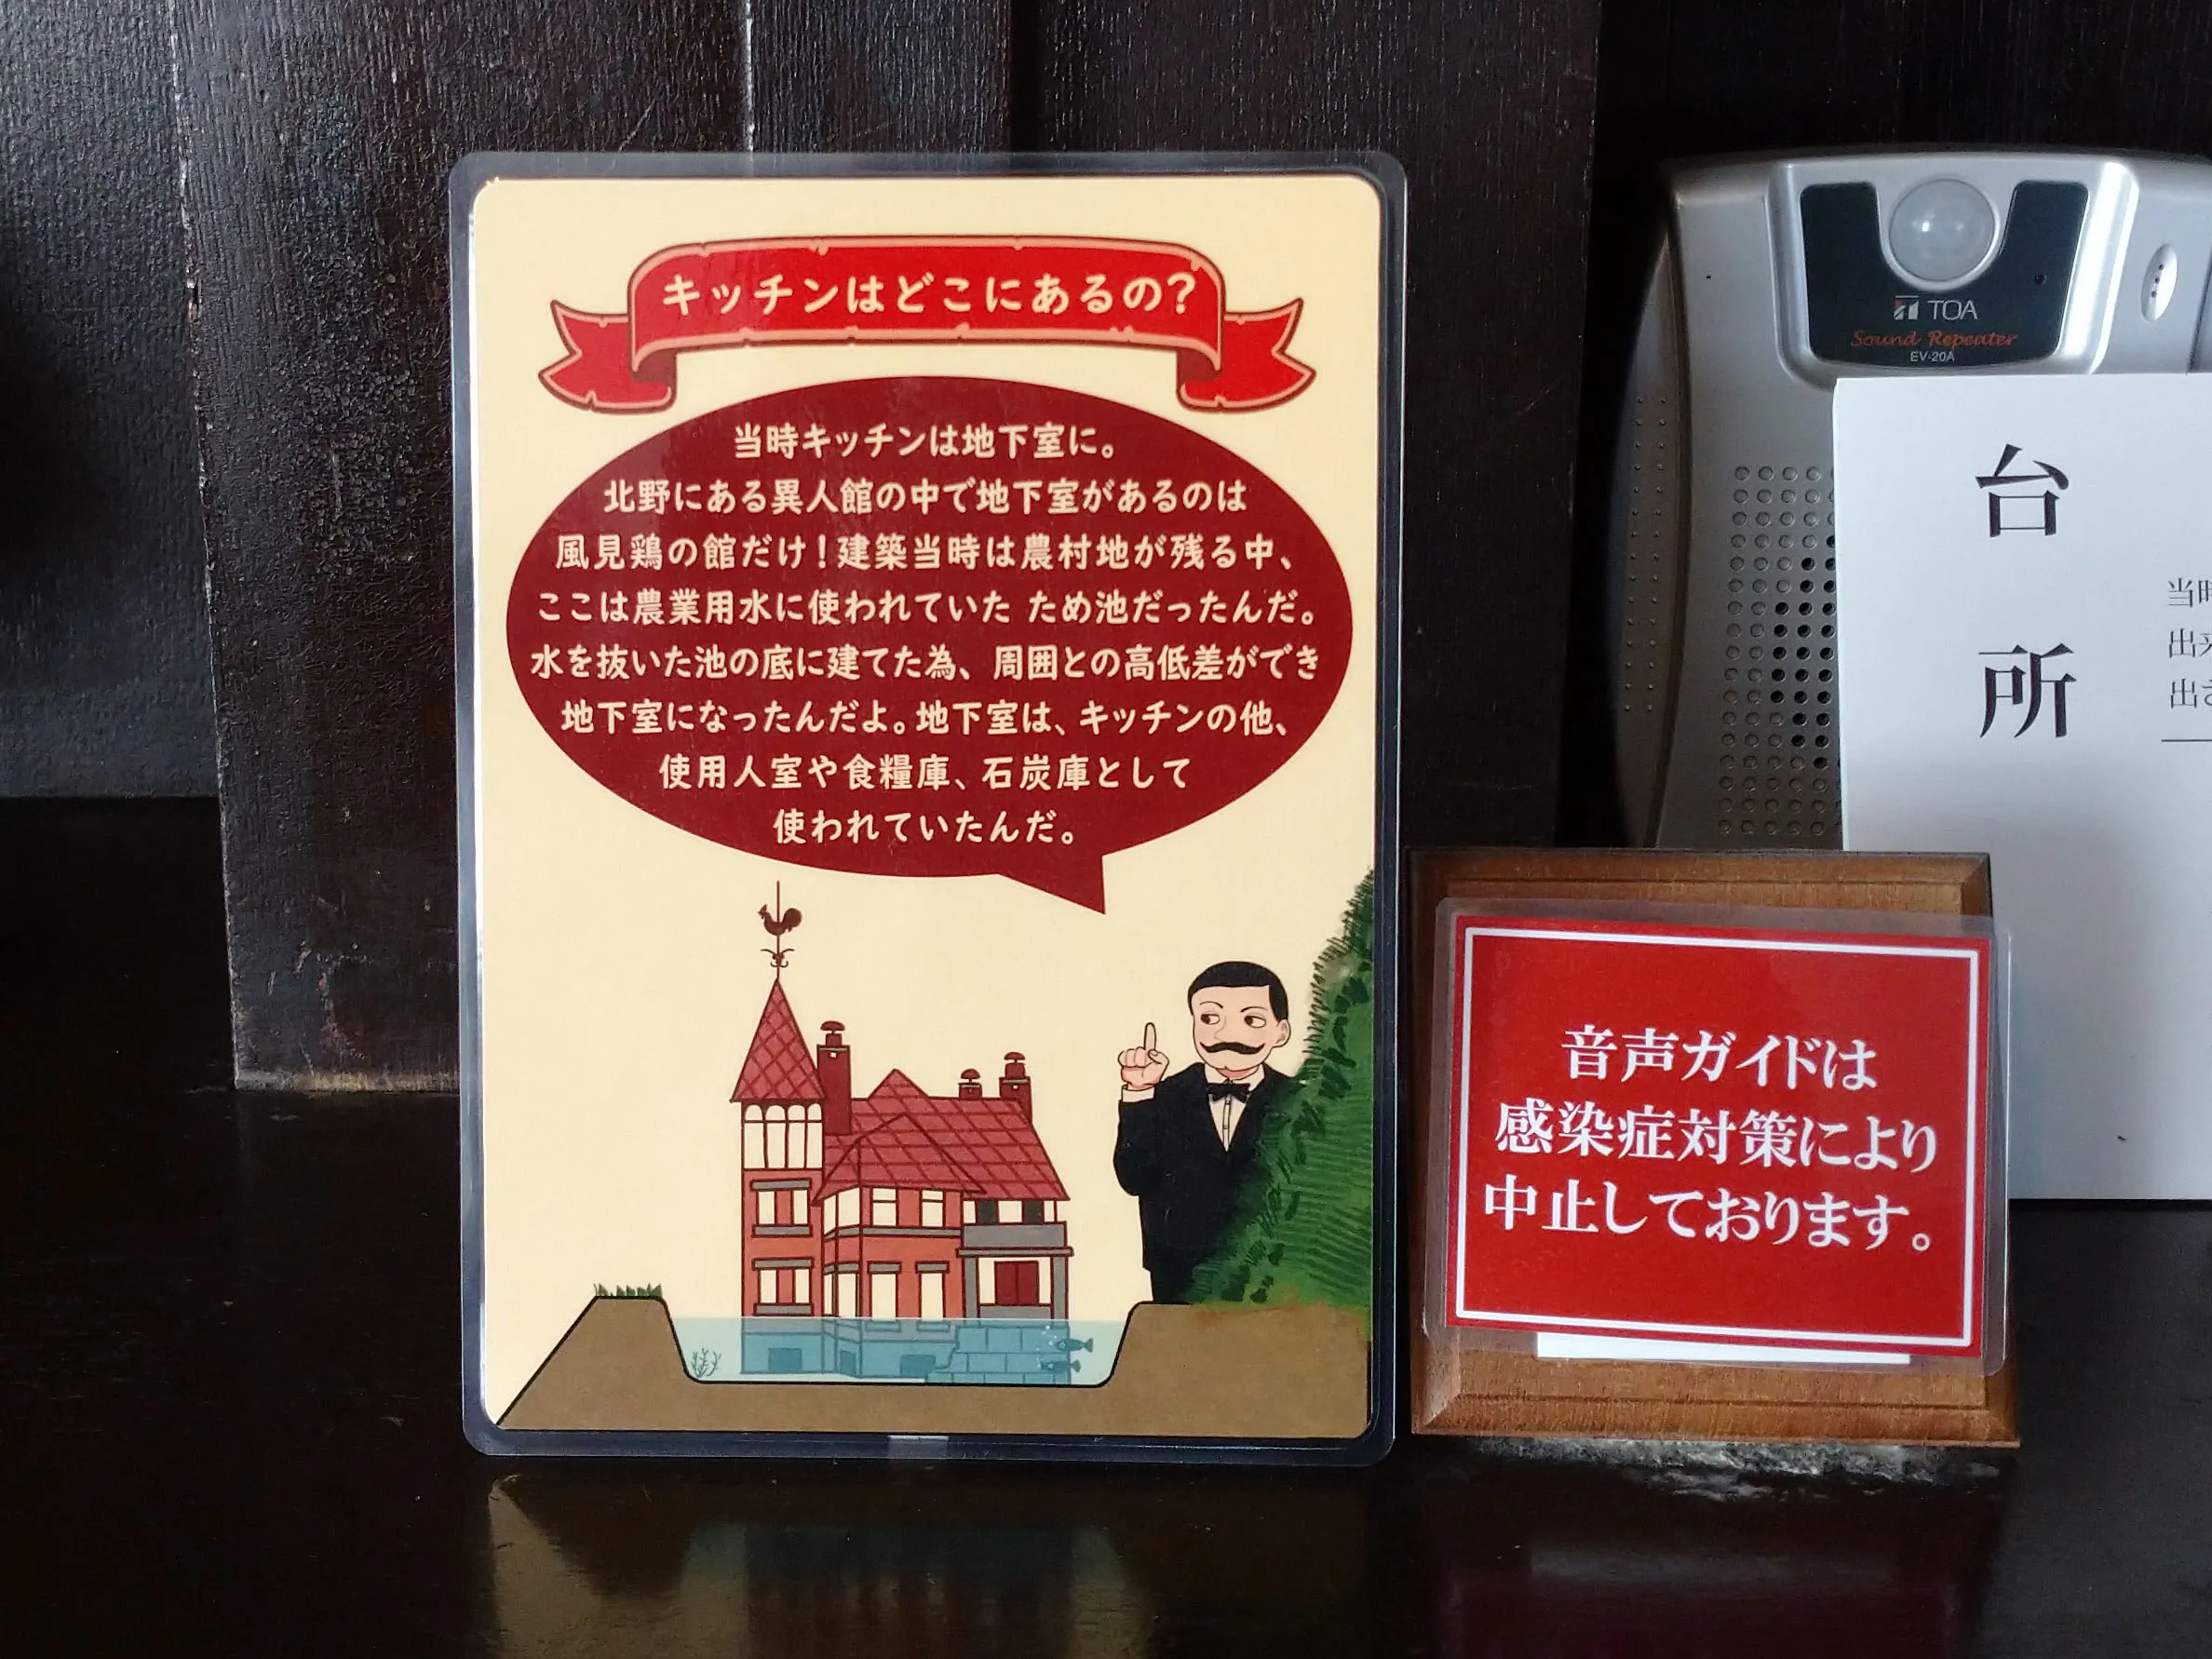 キッチンはどこにあるの?
当時キッチンは地下室に。
北野にある異人館の中で地下室があるのは
風見鶏の館だけ!建築当時は農村地が残る中、
ここは農業用水に使われていた ため池だったんだ。
水を抜いた池の底に建てた為、周囲との高低差ができ
地下室になったんだよ。地下室は、キッチンの他、
使用人室や食糧庫、石炭庫として
使われていたんだ。
TOA
Sound Repeater
EV-20A
台所
当時
出来
出さ
音声ガイドは
感染症対策により
中止しております。